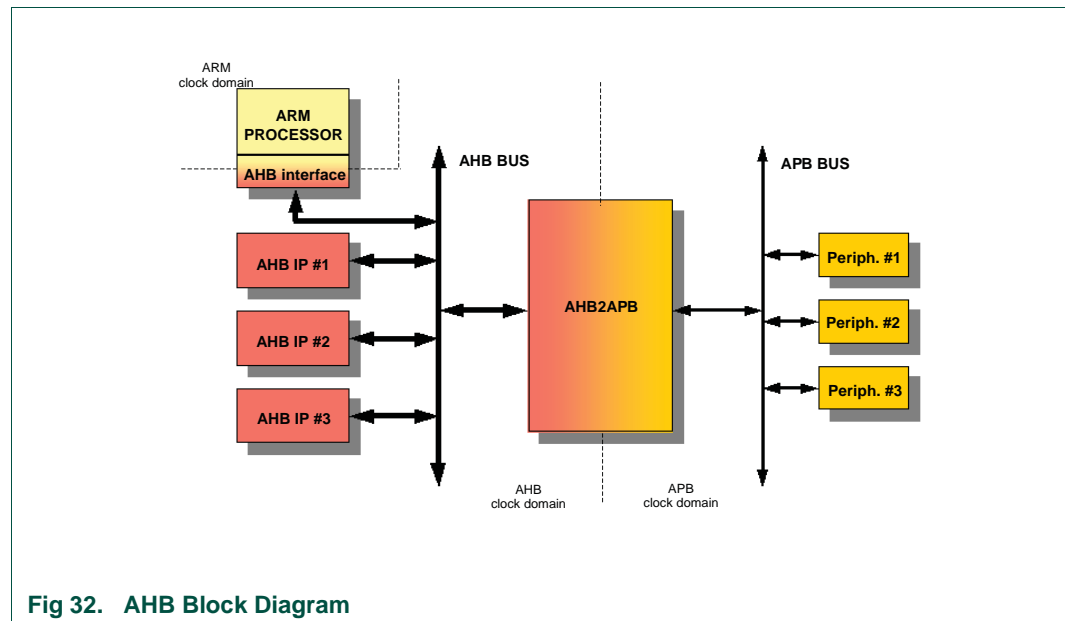 ARM
clock domain
ARM
PROCESSOR
AHB interface
AHB BUS
APB BUS
AHB IP #1
AHB IP #2
AHB IP #3
AHB2APB
Periph. #1
Periph. #2
Periph. #3
AHB
clock domain
APB
clock domain
Fig 32. AHB Block Diagram